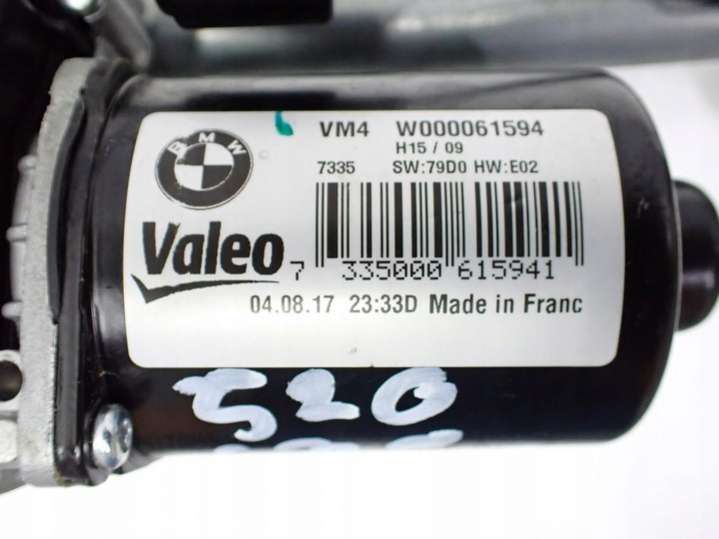 BMW
VM4 W000061594
H15 / 09
7335 SW:79D0 HW:E02
Valeo
7 335000 615941
04.08.17 23:33D Made in Franc
520